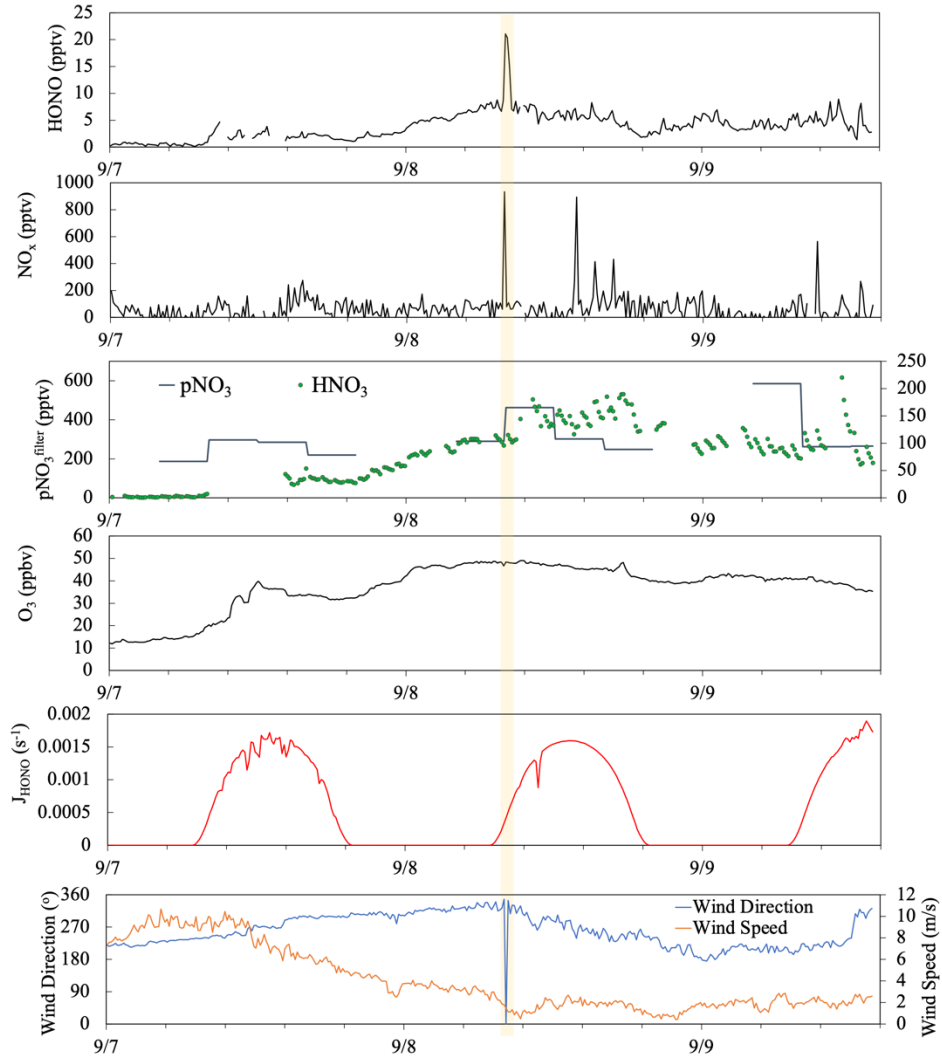 HONO (pptv)
25
20
15
10
5
0
9/7 9/8 9/9
NOx (pptv)
1000
800
600
400
200
0
9/7 9/8 9/9
pNO3 filter (pptv)
600
400
200
0
pNO3 HNO3
250
200
150
100
50
0
9/7 9/8 9/9
O3 (ppbv)
60
50
40
30
20
10
0
9/7 9/8 9/9
JHONO (s-1)
0.002
0.0015
0.001
0.0005
0
9/7 9/8 9/9
Wind Direction (o)
360
270
180
90
0
Wind Direction
Wind Speed
12
10
8
6
4
2
0
Wind Speed (m/s)
9/7 9/8 9/9